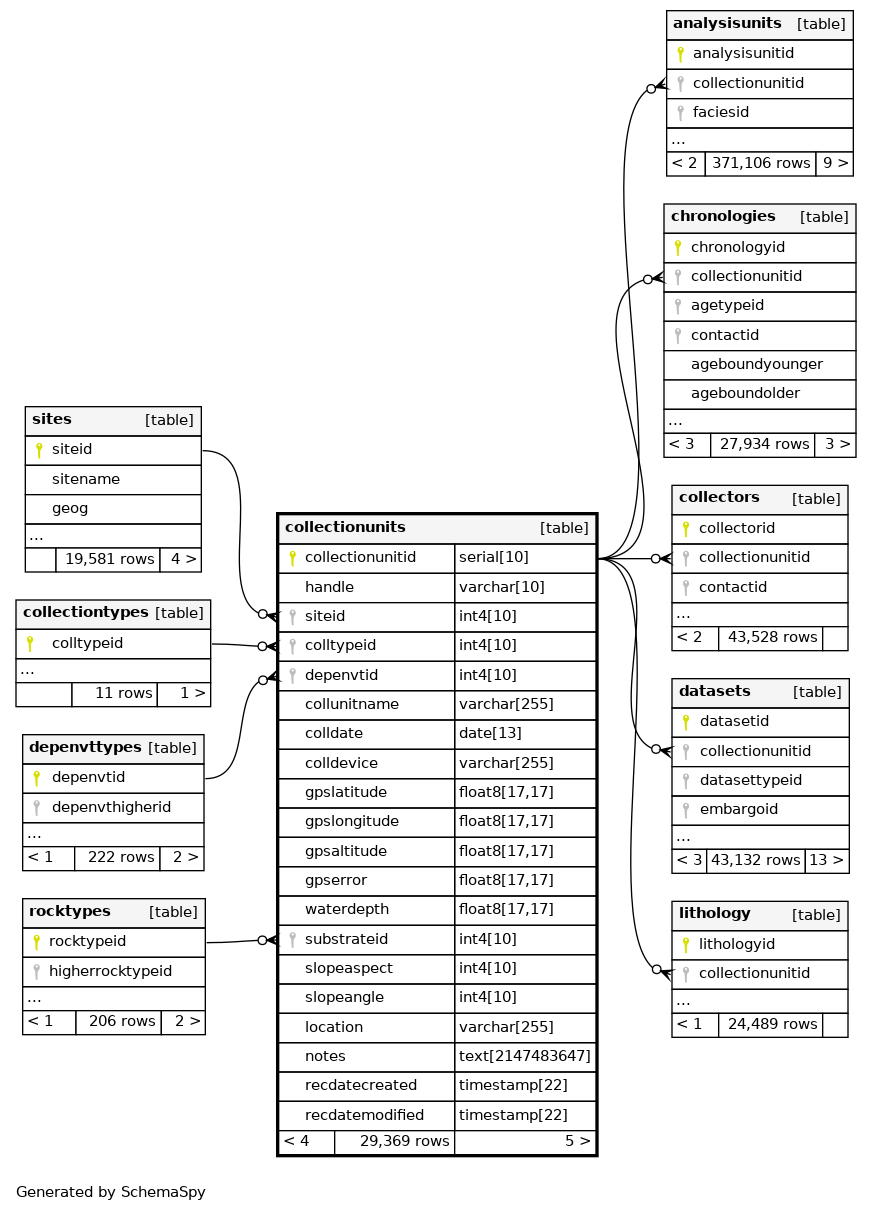 analysisunits [table]
analysisunitid
collectionunitid
faciesid
...
< 2 371,106 rows 9 >
chronologies [table]
chronologyid
collectionunitid
agetypeid
contactid
ageboundyounger
ageboundolder
...
< 3 27,934 rows 3 >
sites [table]
siteid
sitename
geog
...
19,581 rows 4 >
collectiontypes [table]
colltypeid
...
11 rows 1 >
depenvttypes [table]
depenvtid
depenvthigherid
...
< 1 222 rows 2 >
rocktypes [table]
rocktypeid
higherrocktypeid
...
< 1 206 rows 2 >
collectionunits [table]
collectionunitid serial[10]
handle varchar[10]
siteid int4[10]
colltypeid int4[10]
depenvtid int4[10]
collunitname varchar[255]
colldate date[13]
colldevice varchar[255]
gpslatitude float8[17,17]
gpslongitude float8[17,17]
gpsaltitude float8[17,17]
gpserror float8[17,17]
waterdepth float8[17,17]
substrateid int4[10]
slopeaspect int4[10]
slopeangle int4[10]
location varchar[255]
notes text[2147483647]
recdatecreated timestamp[22]
recdatemodified timestamp[22]
< 4 29,369 rows 5 >
collectors [table]
collectorid
collectionunitid
contactid
...
< 2 43,528 rows
datasets [table]
datasetid
collectionunitid
datasettypeid
embargoid
...
< 3 43,132 rows 13 >
lithology [table]
lithologyid
collectionunitid
...
< 1 24,489 rows
Generated by SchemaSpy